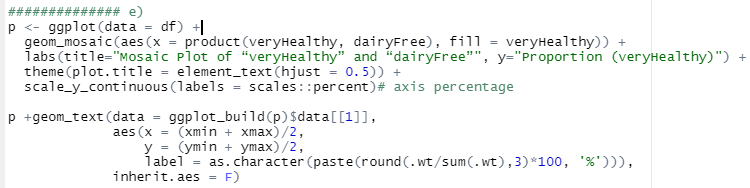 ############## e)
p <- ggplot(data = df) +
geom_mosaic(aes(x = product(veryHealthy, dairyFree), fill = veryHealthy)) +
labs(title="Mosaic Plot of “veryHealthy” and “dairyFree”", y="Proportion (veryHealthy)") +
theme(plot.title = element_text(hjust = 0.5)) +
scale_y_continuous(labels = scales::percent)# axis percentage
p +geom_text(data = ggplot_build(p)$data[[1]],
aes(x = (xmin + xmax)/2,
y = (ymin + ymax)/2,
label = as.character(paste(round(.wt/sum(.wt),3)*100, '%'))),
inherit.aes = F)